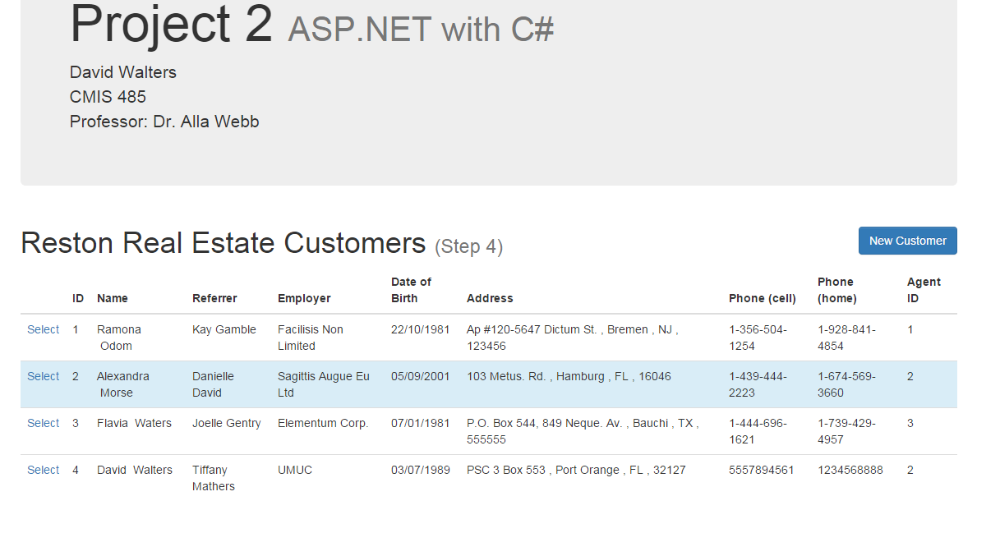 Project 2 ASP.NET with C#
David Walters
CMIS 485
Professor: Dr. Alla Webb
Reston Real Estate Customers (Step 4)
New Customer
ID Name Referrer Employer Date of Birth Address Phone (cell) Phone (home) Agent ID
Select 1 Ramona Odom Kay Gamble Facilisis Non Limited 22/10/1981 Ap #120-5647 Dictum St. , Bremen , NJ , 123456 1-356-504-1254 1-928-841-4854 1
Select 2 Alexandra Morse Danielle David Sagittis Augue Eu Ltd 05/09/2001 103 Metus. Rd. , Hamburg , FL , 16046 1-439-444-2223 1-674-569-3660 2
Select 3 Flavia Waters Joelle Gentry Elementum Corp. 07/01/1981 P.O. Box 544, 849 Neque. Av. , Bauchi , TX , 555555 1-444-696-1621 1-739-429-4957 3
Select 4 David Walters Tiffany Mathers UMUC 03/07/1989 PSC 3 Box 553 , Port Orange , FL , 32127 5557894561 1234568888 2